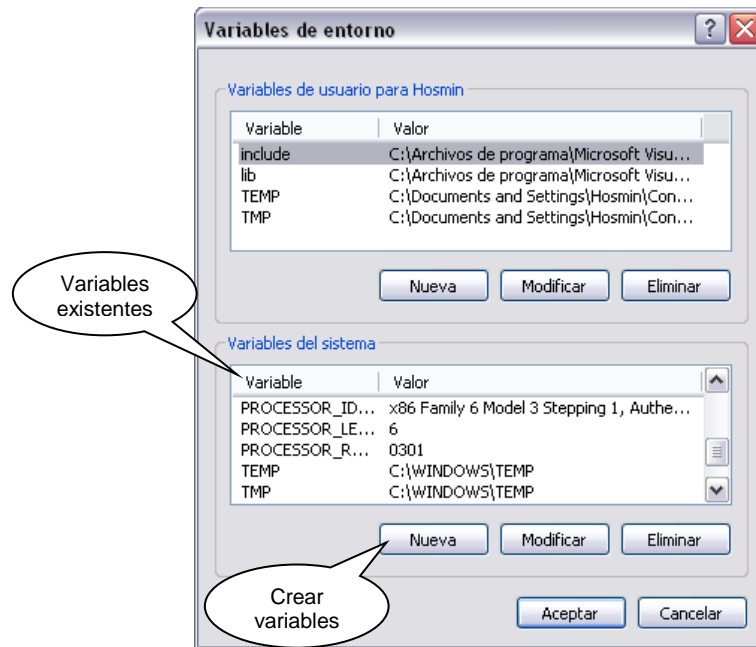 Variables de entorno
Variables de usuario para Hosmin
Variable Valor
include C:\Archivos de programa\Microsoft Visu...
lib C:\Archivos de programa\Microsoft Visu...
TEMP C:\Documents and Settings\Hosmin\Con...
TMP C:\Documents and Settings\Hosmin\Con...
Nueva Modificar Eliminar
Variables
existentes
Variables del sistema
Variable Valor
PROCESSOR_ID... x86 Family 6 Model 3 Stepping 1, Authe...
PROCESSOR_LE... 6
PROCESSOR_R... 0301
TEMP C:\WINDOWS\TEMP
TMP C:\WINDOWS\TEMP
Nueva Modificar Eliminar
Crear
variables
Aceptar Cancelar